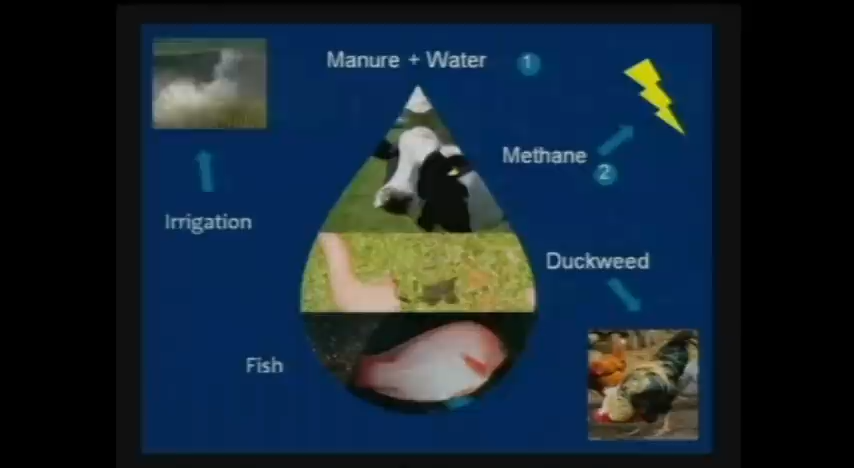 Manure + Water 1
Methane
2
Irrigation
Duckweed
Fish